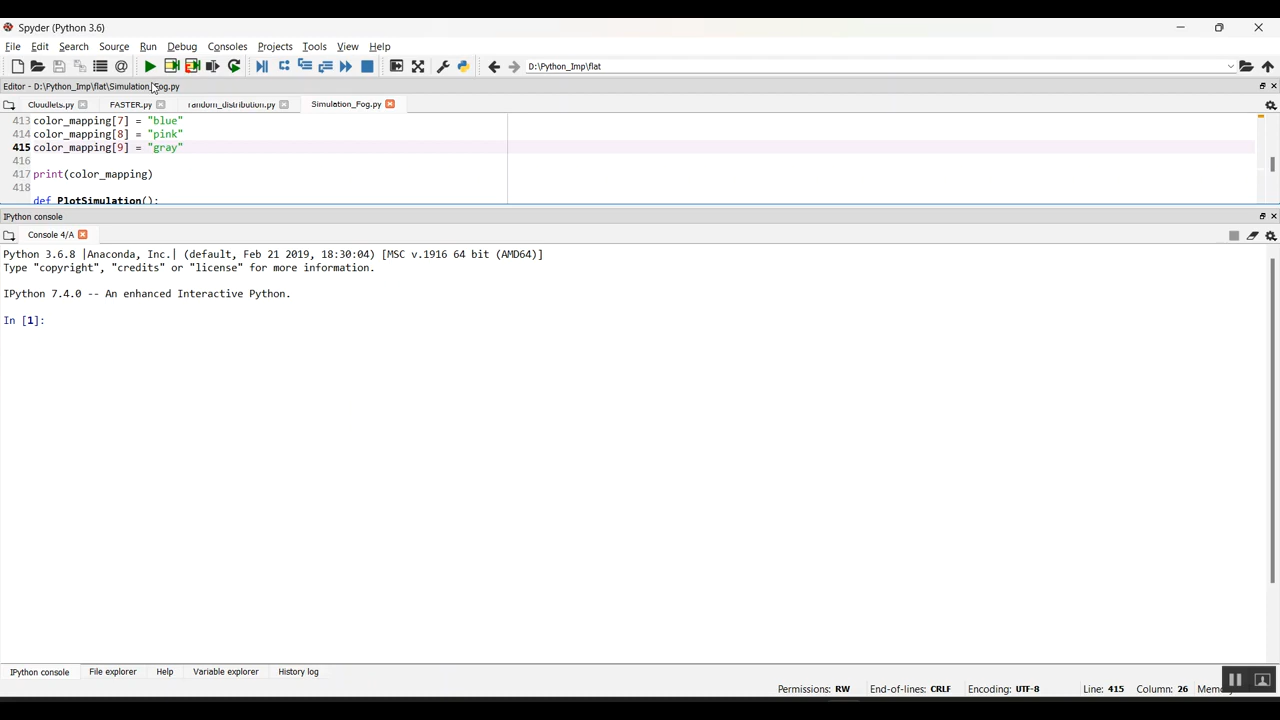 Spyder (Python 3.6)
File Edit Search Source Run Debug Consoles Projects Tools View Help
D:\Python_Imp\flat
Editor - D:\Python_Imp\flat\Simulation_Fog.py
Cloudlets.py FASTER.py random_distribution.py Simulation_Fog.py
413 color_mapping[7] = "blue"
414 color_mapping[8] = "pink"
415 color_mapping[9] = "gray"
416
417 print(color_mapping)
418
def PlotSimulation():
IPython console
Console 4/A
Python 3.6.8 |Anaconda, Inc.| (default, Feb 21 2019, 18:30:04) [MSC v.1916 64 bit (AMD64)]
Type "copyright", "credits" or "license" for more information.
IPython 7.4.0 -- An enhanced Interactive Python.
In [1]:
IPython console File explorer Help Variable explorer History log
Permissions: RW End-of-lines: CRLF Encoding: UTF-8 Line: 415 Column: 26